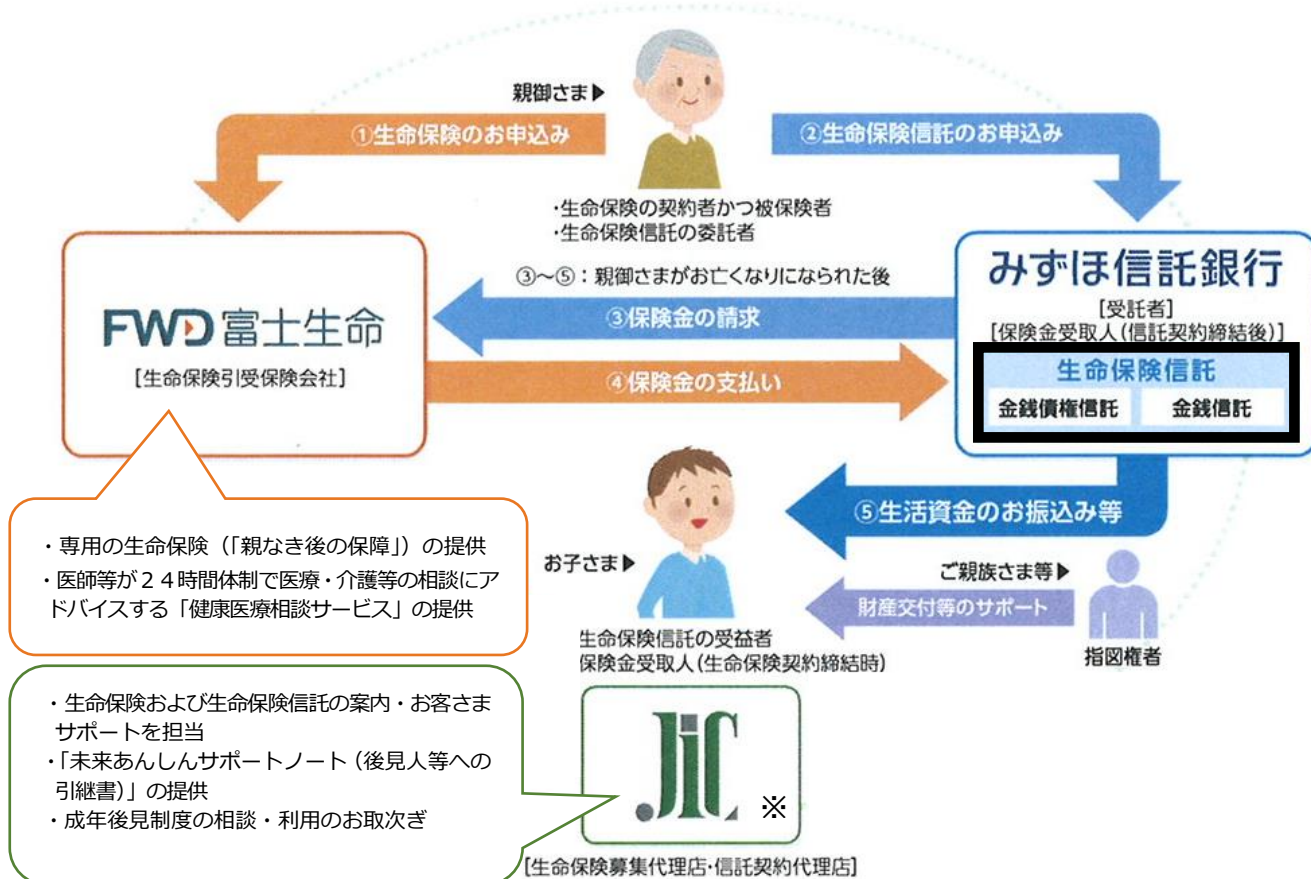 親御さま▶
①生命保険のお申込み
②生命保険信託のお申込み
・生命保険の契約者かつ被保険者
・生命保険信託の委託者
③～⑤：親御さまがお亡くなりになられた後
FWD富士生命
[生命保険引受保険会社]
③保険金の請求
④保険金の支払い
みずほ信託銀行
[受託者]
[保険金受取人(信託契約締結後)]
生命保険信託
金銭債権信託
金銭信託
⑤生活資金のお振込み等
お子さま▶
ご親族さま等▶
財産交付等のサポート
指図権者
生命保険信託の受益者
保険金受取人(生命保険契約締結時)
・専用の生命保険（「親なき後の保障」）の提供
・医師等が２４時間体制で医療・介護等の相談にア
ドバイスする「健康医療相談サービス」の提供
・生命保険および生命保険信託の案内・お客さま
サポートを担当
・「未来あんしんサポートノート（後見人等への
引継書）」の提供
・成年後見制度の相談・利用のお取次ぎ
JIC ※
[生命保険募集代理店・信託契約代理店]